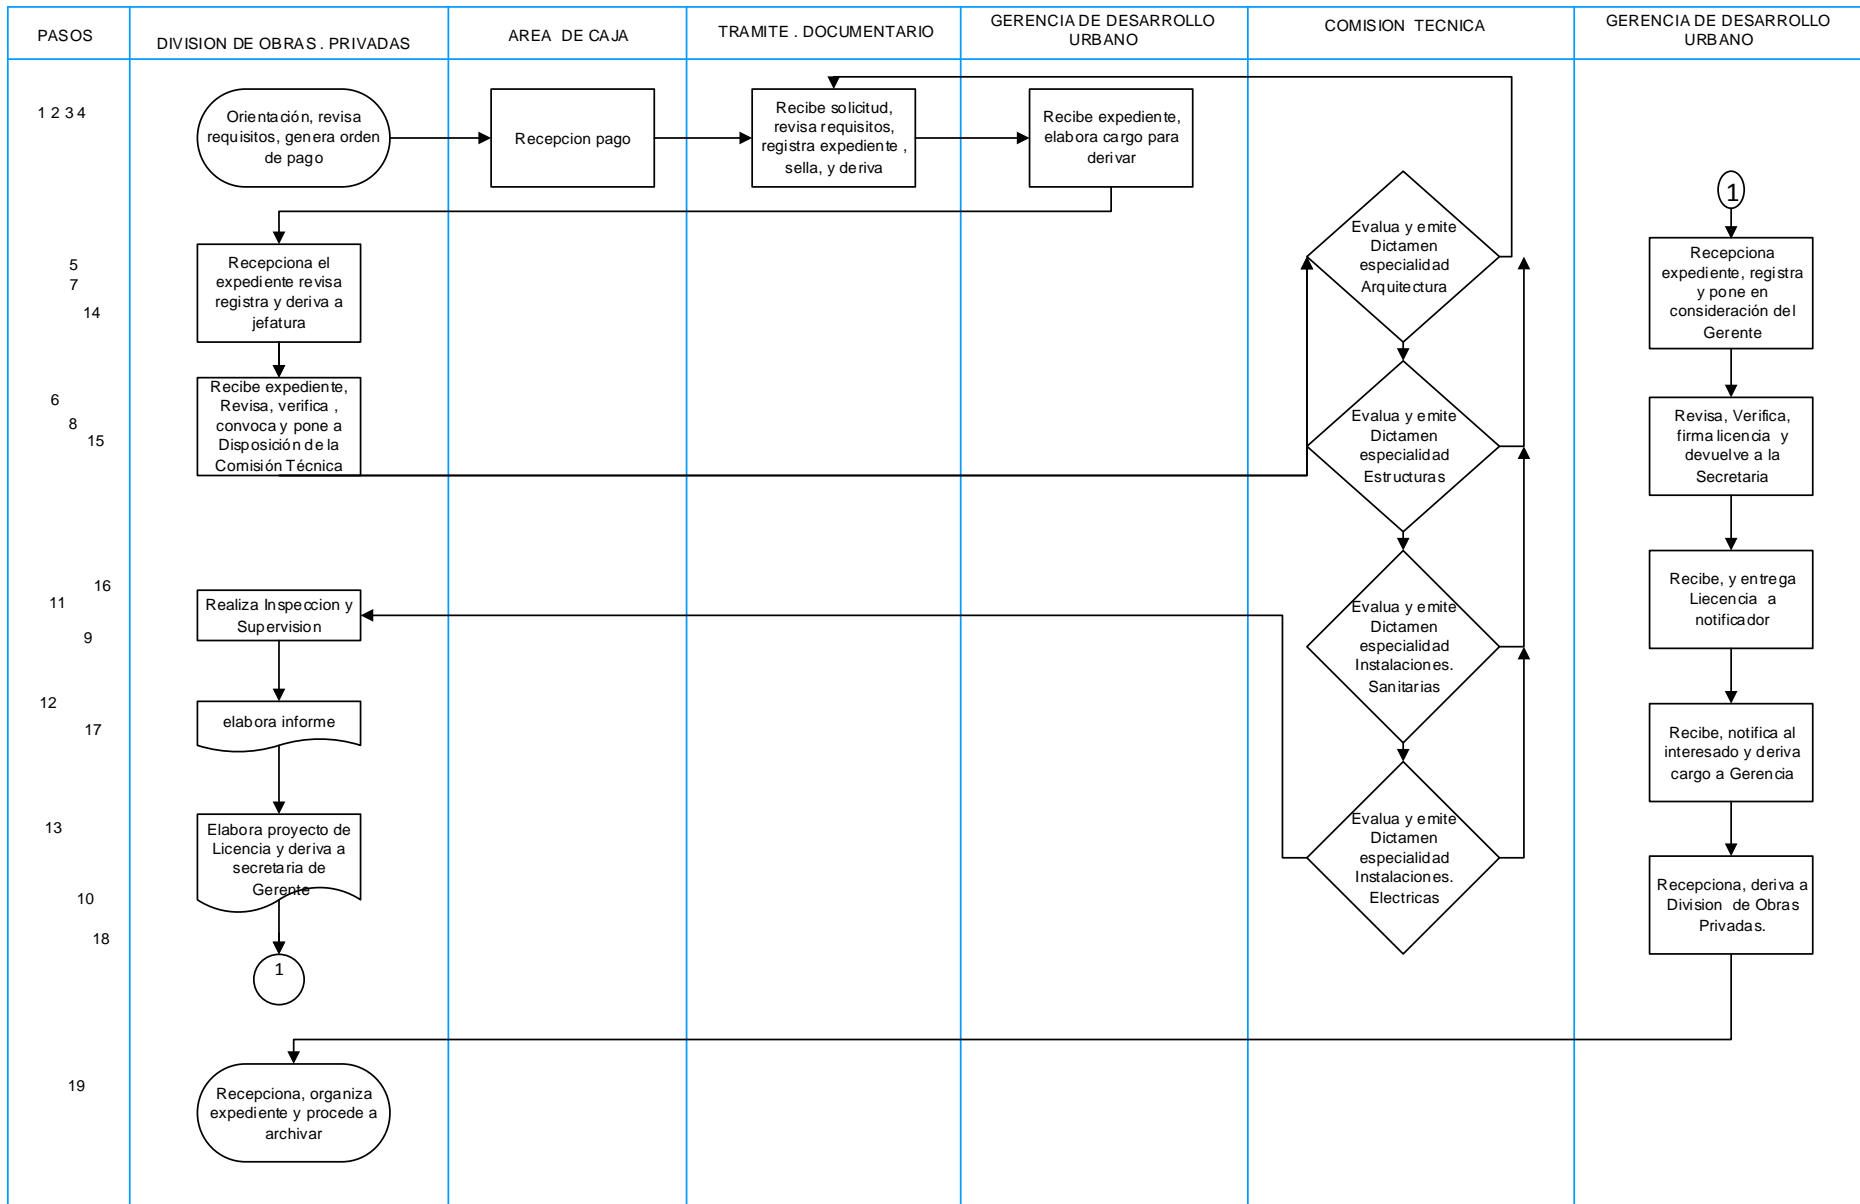 PASOS
DIVISION DE OBRAS . PRIVADAS
AREA DE CAJA
TRAMITE . DOCUMENTARIO
GERENCIA DE DESARROLLO
URBANO
COMISION TECNICA
GERENCIA DE DESARROLLO
URBANO
1 2 3 4
Orientación, revisa
requisitos, genera orden
de pago
Recepcion pago
Recibe solicitud,
revisa requisitos,
registra expediente ,
sella, y deriva
Recibe expediente,
elabora cargo para
derivar
1
5
7
14
Recepciona el
expediente revisa
registra y deriva a
jefatura
Evalua y emite
Dictamen
especialidad
Arquitectura
Recepciona
expediente, registra
y pone en
consideración del
Gerente
6
8
15
Recibe expediente,
Revisa, verifica ,
convoca y pone a
Disposición de la
Comisión Técnica
Evalua y emite
Dictamen
especialidad
Estructuras
Revisa, Verifica,
firma licencia y
devuelve a la
Secretaria
16
11
9
Realiza Inspeccion y
Supervision
Evalua y emite
Dictamen
especialidad
Instalaciones.
Sanitarias
Recibe, y entrega
Liecencia a
notificador
12
17
elabora informe
Recibe, notifica al
interesado y deriva
cargo a Gerencia
13
10
18
Elabora proyecto de
Licencia y deriva a
secretaria de
Gerente
Evalua y emite
Dictamen
especialidad
Instalaciones.
Electricas
Recepciona, deriva a
Division de Obras
Privadas.
1
19
Recepciona, organiza
expediente y procede a
archivar